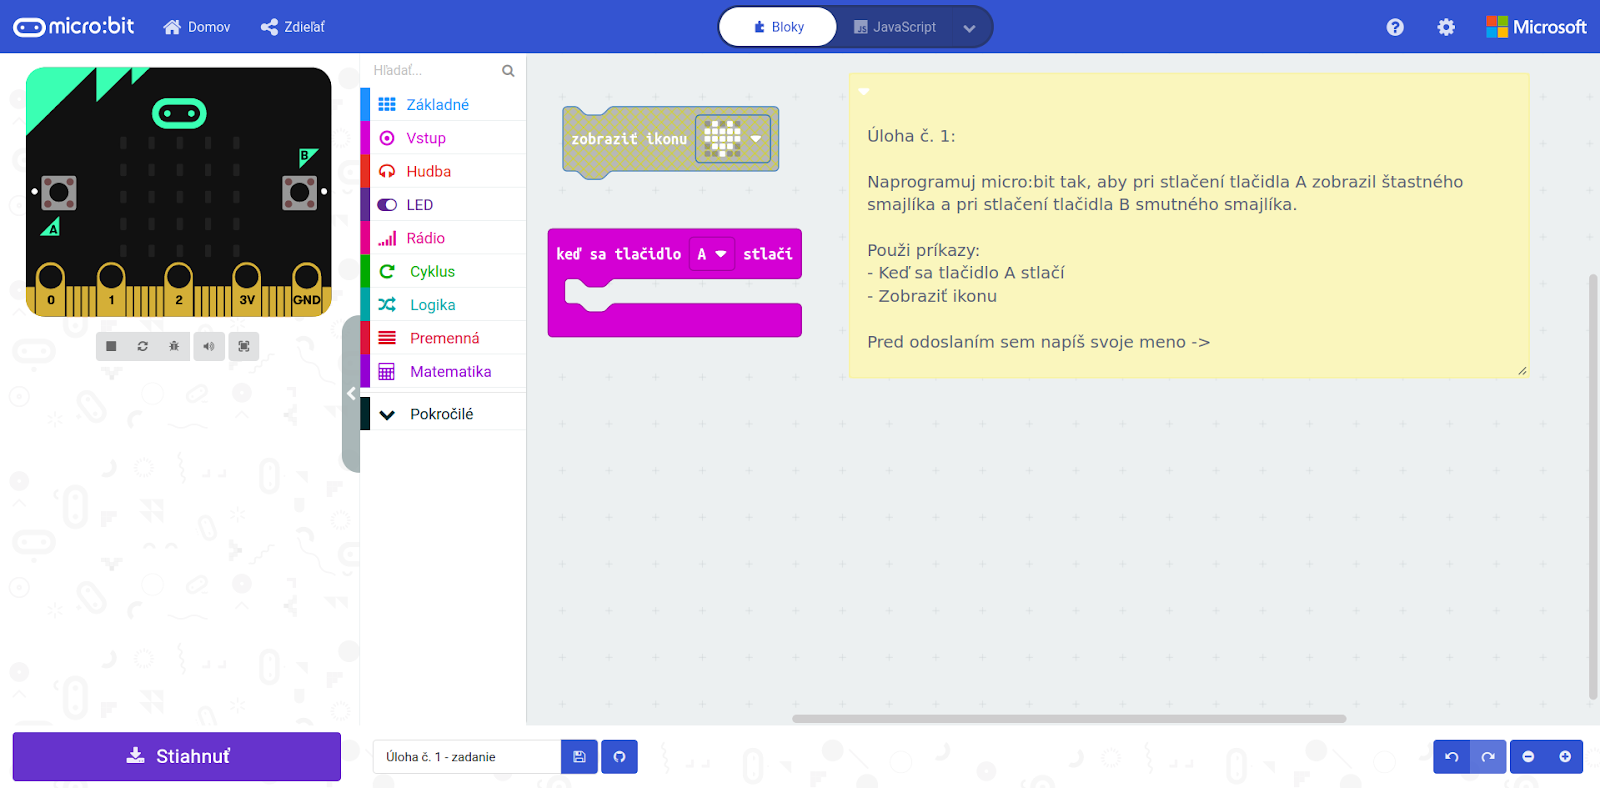 micro:bit
Domov
Zdieľať
Bloky
JavaScript
Microsoft
B
A
0 1 2 3V GND
Hľadať...
Základné
Vstup
Hudba
LED
Rádio
Cyklus
Logika
Premenná
Matematika
Pokročilé
zobraziť ikonu
keď sa tlačidlo A stlačí
Úloha č. 1:
Naprogramuj micro:bit tak, aby pri stlačení tlačidla A zobrazil štastného
smajlíka a pri stlačení tlačidla B smutného smajlíka.
Použi príkazy:
- Keď sa tlačidlo A stlačí
- Zobraziť ikonu
Pred odoslaním sem napíš svoje meno ->
Stiahnuť
Úloha č. 1 - zadanie